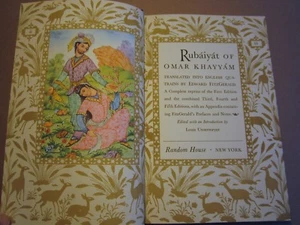 Rubáiyát OF
OMAR KHAYYÁM
TRANSLATED INTO ENGLISH QUA-
TRAINS BY EDWARD FITZGERALD
A Complete reprint of the First Edition
and the combined Third, Fourth and
Fifth Editions, with an Appendix contain-
ing FitzGerald's Prefaces and Notes
Edited with an Introduction by
LOUIS UNTERMEYER
Random House · NEW YORK